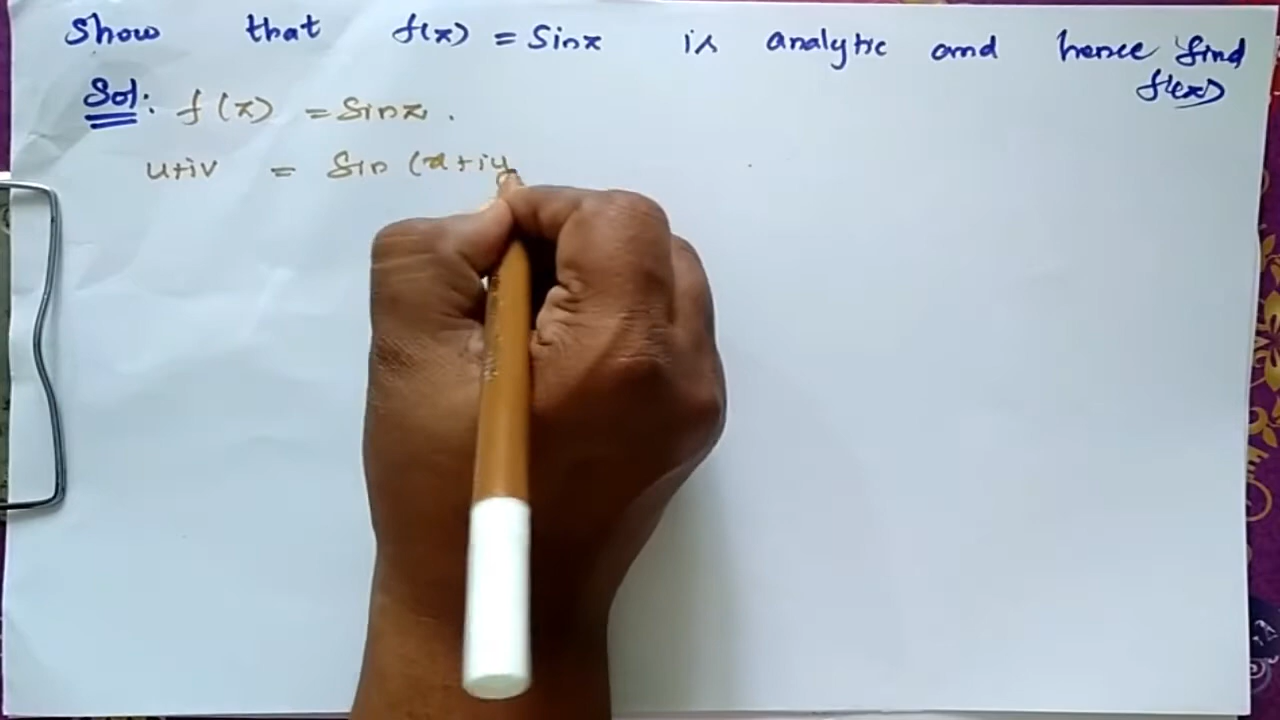 Show that f(z) = Sinz is analytic and hence find
f'(z)
Sol: f(z) = Sinz.
u+iv = Sin (x+iy